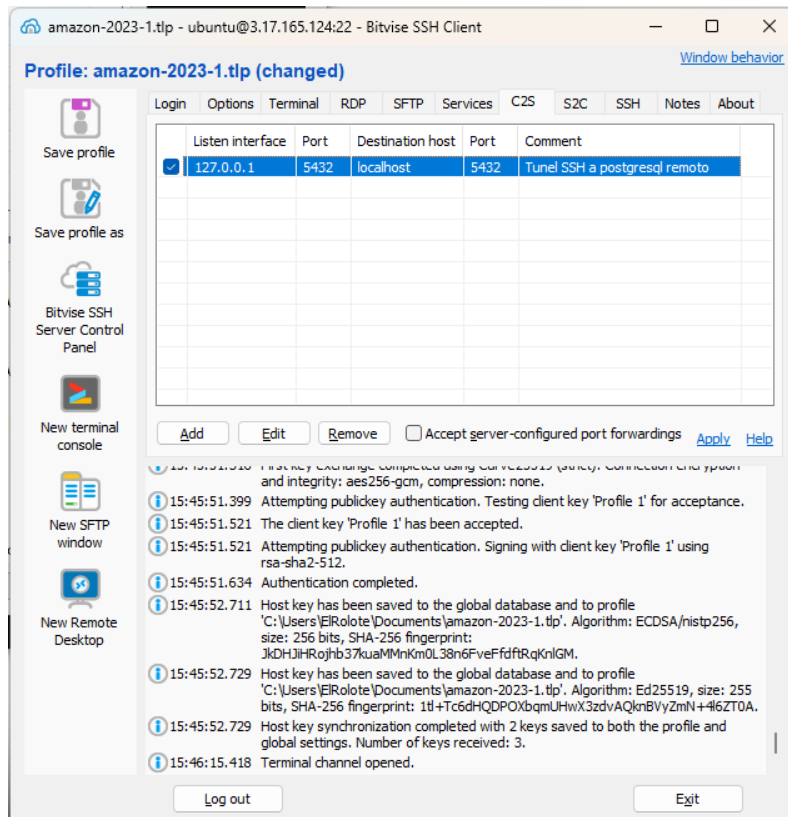 amazon-2023-1.tlp - ubuntu@3.17.165.124:22 - Bitvise SSH Client
Window behavior
Profile: amazon-2023-1.tlp (changed)
Save profile
Save profile as
Bitvise SSH
Server Control
Panel
New terminal
console
New SFTP
window
New Remote
Desktop
Login Options Terminal RDP SFTP Services C2S S2C SSH Notes About
Listen interface Port Destination host Port Comment
127.0.0.1 5432 localhost 5432 Tunel SSH a postgresql remoto
Add Edit Remove Accept server-configured port forwardings Apply Help
First key exchange completed using Curve25519 (strict). Connection encryption
and integrity: aes256-gcm, compression: none.
15:45:51.399 Attempting publickey authentication. Testing client key 'Profile 1' for acceptance.
15:45:51.521 The client key 'Profile 1' has been accepted.
15:45:51.521 Attempting publickey authentication. Signing with client key 'Profile 1' using
rsa-sha2-512.
15:45:51.634 Authentication completed.
15:45:52.711 Host key has been saved to the global database and to profile
'C:\Users\ElRolote\Documents\amazon-2023-1.tlp'. Algorithm: ECDSA/nistp256,
size: 256 bits, SHA-256 fingerprint:
JkDHJiHRojhb37kuaMMnKm0L38n6FveFfdftRqKnlGM.
15:45:52.729 Host key has been saved to the global database and to profile
'C:\Users\ElRolote\Documents\amazon-2023-1.tlp'. Algorithm: Ed25519, size: 255
bits, SHA-256 fingerprint: 1tl+Tc6dHQDPOXbqmUHwX3zdvAQknBVyZmN+4l6ZT0A.
15:45:52.729 Host key synchronization completed with 2 keys saved to both the profile and
global settings. Number of keys received: 3.
15:46:15.418 Terminal channel opened.
Log out Exit